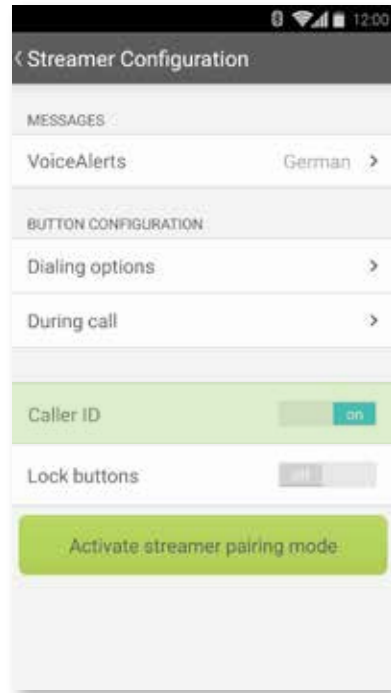 12:00
Streamer Configuration
MESSAGES
VoiceAlerts German
BUTTON CONFIGURATION
Dialing options
During call
Caller ID on
Lock buttons off
Activate streamer pairing mode